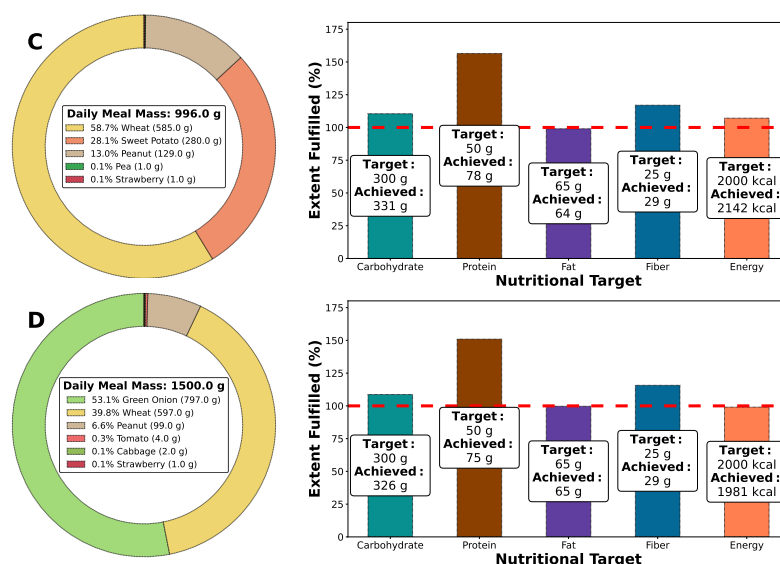 C
Daily Meal Mass: 996.0 g
58.7% Wheat (585.0 g)
28.1% Sweet Potato (280.0 g)
13.0% Peanut (129.0 g)
0.1% Pea (1.0 g)
0.1% Strawberry (1.0 g)
Extent Fulfilled (%)
175
150
125
100
75
50
25
0
Target:
300 g
Achieved:
331 g
Target:
50 g
Achieved:
78 g
Target:
65 g
Achieved:
64 g
Target:
25 g
Achieved:
29 g
Target:
2000 kcal
Achieved:
2142 kcal
Carbohydrate
Protein
Fat
Fiber
Energy
Nutritional Target
D
Daily Meal Mass: 1500.0 g
53.1% Green Onion (797.0 g)
39.8% Wheat (597.0 g)
6.6% Peanut (99.0 g)
0.3% Tomato (4.0 g)
0.1% Cabbage (2.0 g)
0.1% Strawberry (1.0 g)
Extent Fulfilled (%)
175
150
125
100
75
50
25
0
Target:
300 g
Achieved:
326 g
Target:
50 g
Achieved:
75 g
Target:
65 g
Achieved:
65 g
Target:
25 g
Achieved:
29 g
Target:
2000 kcal
Achieved:
1981 kcal
Carbohydrate
Protein
Fat
Fiber
Energy
Nutritional Target